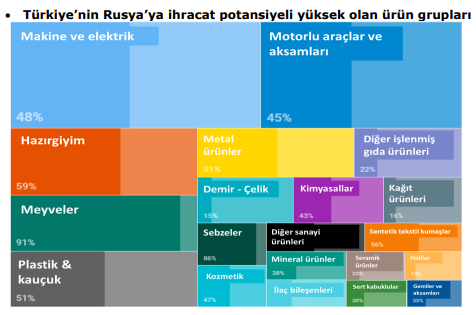 • Türkiye’nin Rusya’ya ihracat potansiyeli yüksek olan ürün grupları
Makine ve elektrik
48%
Motorlu araçlar ve
aksamları
45%
Hazırgiyim
59%
Metal
ürünler
51%
Diğer işlenmiş
gıda ürünleri
22%
Demir - Çelik
15%
Kimyasallar
43%
Kağıt
ürünleri
16%
Meyveler
91%
Sebzeler
86%
Diğer sanayi
ürünleri
Sentetik tekstil kumaşlar
56%
Mineral ürünler
38%
Seramik
ürünler
Halılar
Plastik &
kauçuk
51%
Kozmetik
47%
İlaç bileşenleri
Sert kabuklular
30%
Gemiler ve
aksamları
35%